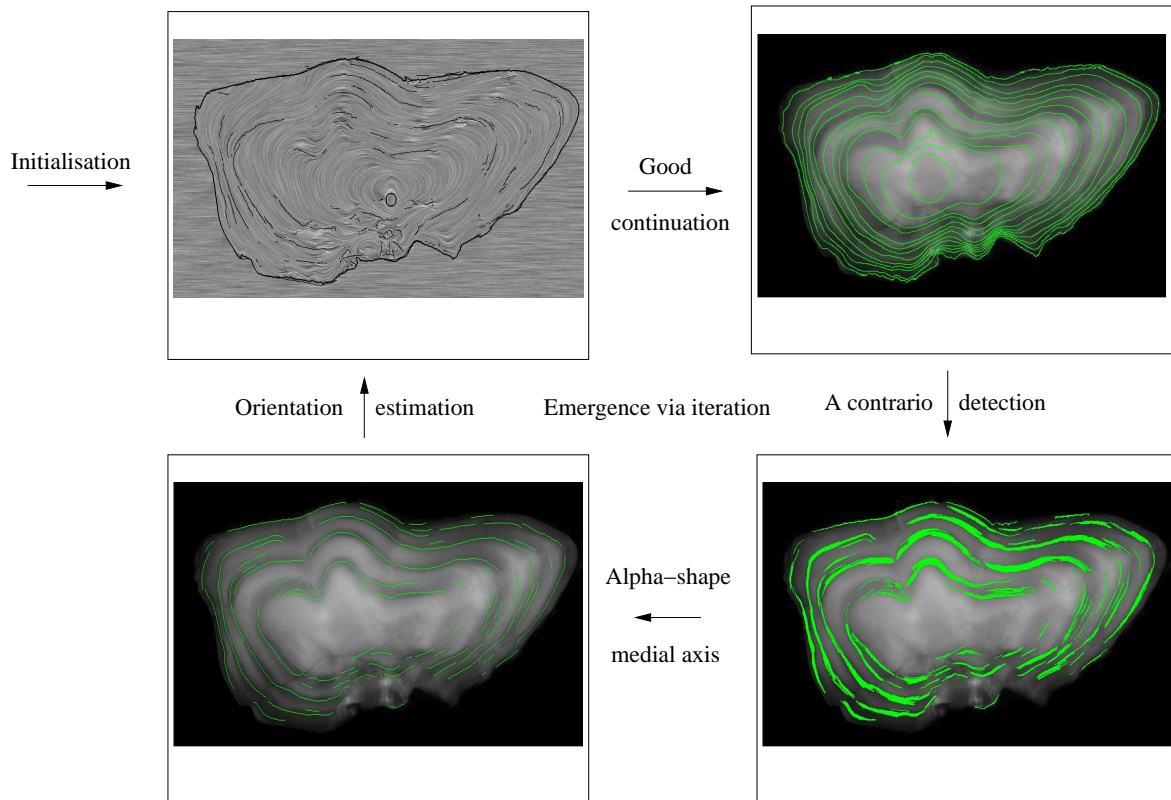 Initialisation
Good
continuation
Orientation estimation
Emergence via iteration
A contrario detection
Alpha−shape
medial axis